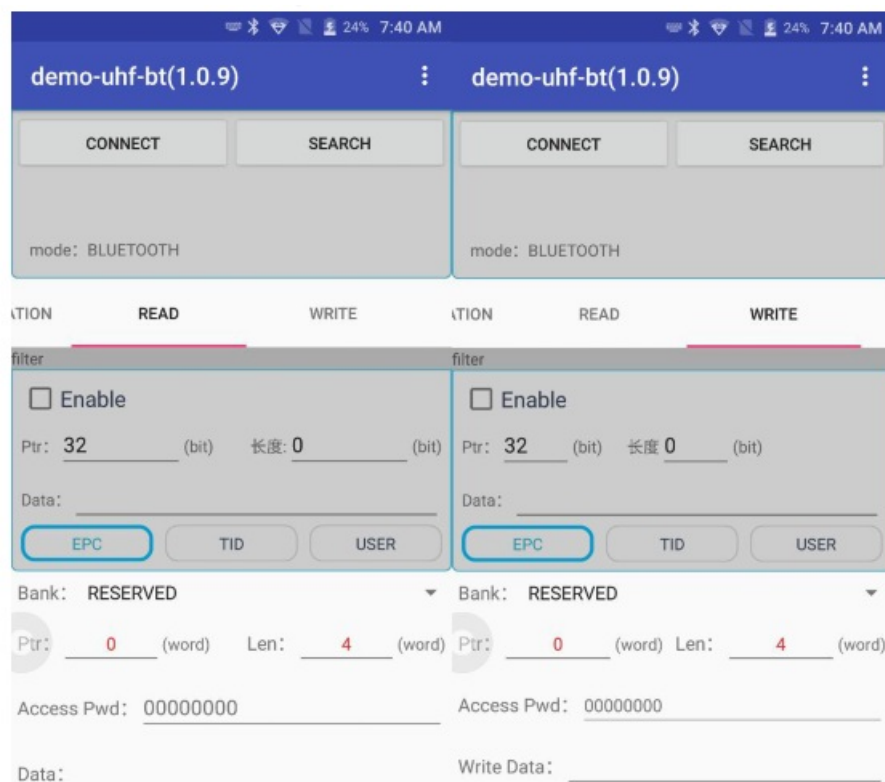 24% 7:40 AM
demo-uhf-bt(1.0.9)
CONNECT SEARCH
mode: BLUETOOTH
ATION READ WRITE
filter
Enable
Ptr: 32 (bit) 长度: 0 (bit)
Data:
EPC TID USER
Bank: RESERVED
Ptr: 0 (word) Len: 4 (word)
Access Pwd: 00000000
Data:
24% 7:40 AM
demo-uhf-bt(1.0.9)
CONNECT SEARCH
mode: BLUETOOTH
ATION READ WRITE
filter
Enable
Ptr: 32 (bit) 长度 0 (bit)
Data:
EPC TID USER
Bank: RESERVED
Ptr: 0 (word) Len: 4 (word)
Access Pwd: 00000000
Write Data: